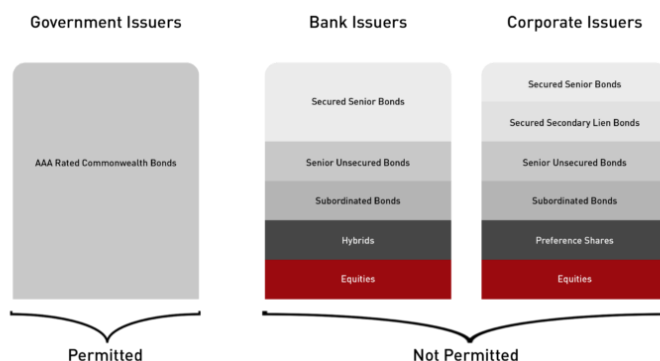 Government Issuers
Bank Issuers
Corporate Issuers
AAA Rated Commonwealth Bonds
Secured Senior Bonds
Senior Unsecured Bonds
Subordinated Bonds
Hybrids
Equities
Secured Senior Bonds
Secured Secondary Lien Bonds
Senior Unsecured Bonds
Subordinated Bonds
Preference Shares
Equities
Permitted
Not Permitted